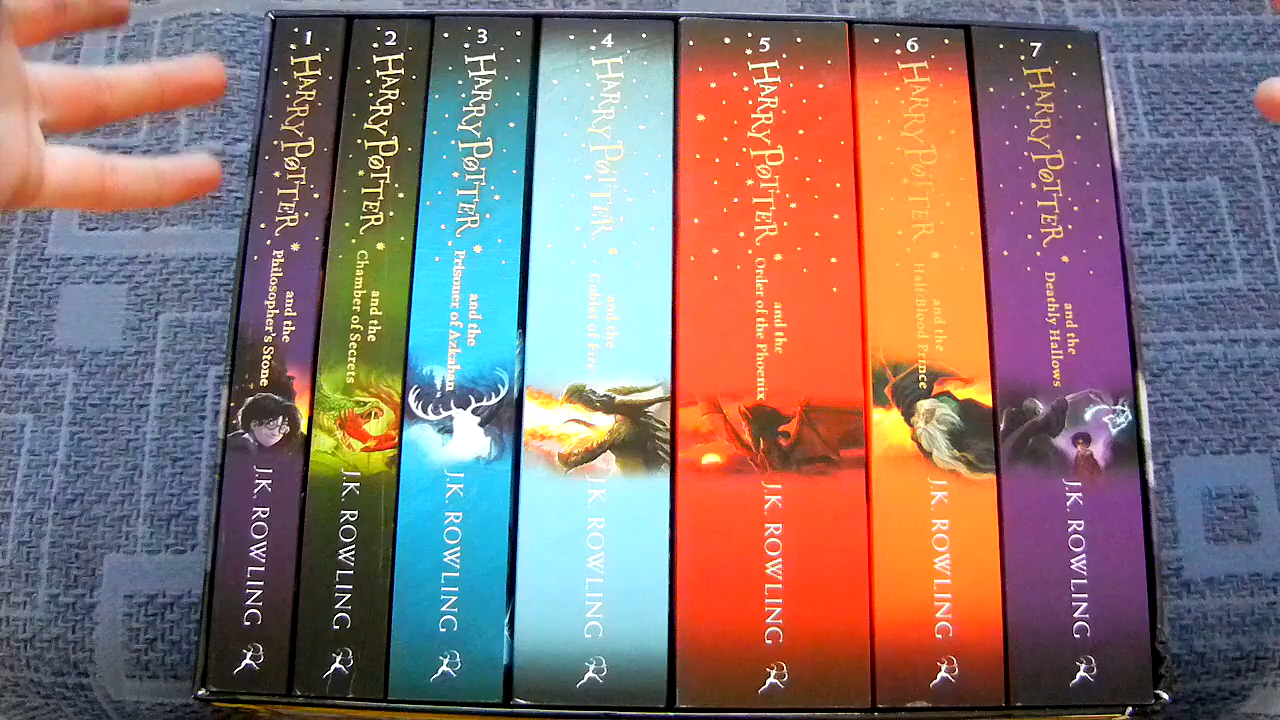 1
HARRY POTTER
and the
Philosopher's Stone
J.K. ROWLING
2
HARRY POTTER
and the
Chamber of Secrets
J.K. ROWLING
3
HARRY POTTER
and the
Prisoner of Azkaban
J.K. ROWLING
4
HARRY POTTER
and the
Goblet of Fire
J.K. ROWLING
5
HARRY POTTER
and the
Order of the Phoenix
J.K. ROWLING
6
HARRY POTTER
and the
Half-Blood Prince
J.K. ROWLING
7
HARRY POTTER
and the
Deathly Hallows
J.K. ROWLING